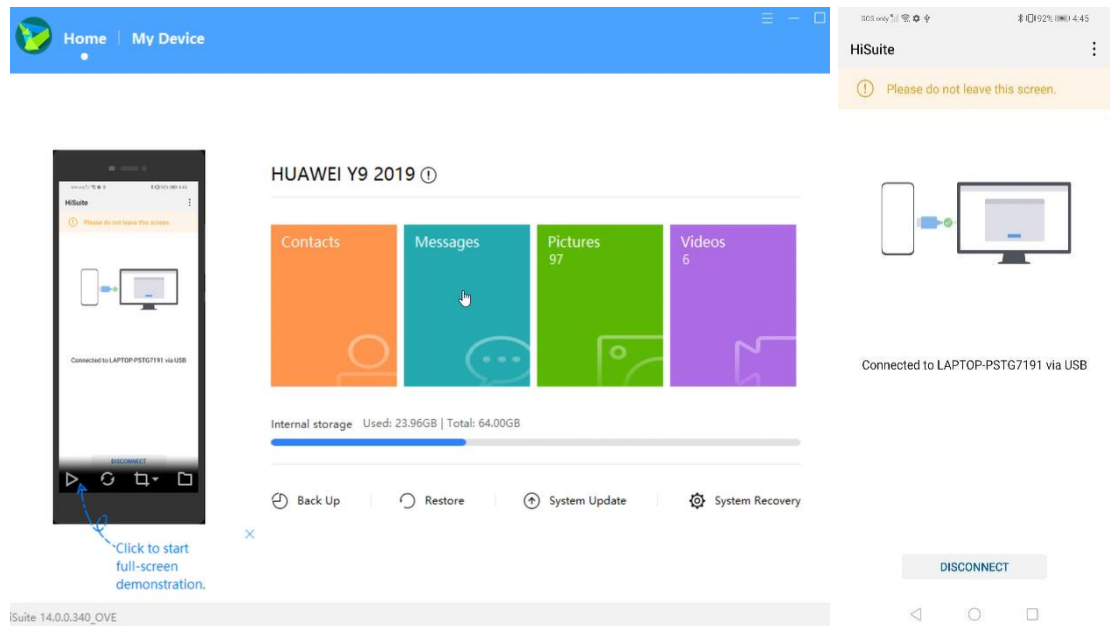 Home | My Device
HUAWEI Y9 2019
Contacts
Messages
Pictures
97
Videos
6
Internal storage Used: 23.96GB | Total: 64.00GB
Back Up
Restore
System Update
System Recovery
HiSuite
Please do not leave this screen.
Connected to LAPTOP-PSTG7191 via USB
DISCONNECT
Click to start
full-screen
demonstration.
iSuite 14.0.0.340_OVE
SOS only 92% 4:45
HiSuite
Please do not leave this screen.
Connected to LAPTOP-PSTG7191 via USB
DISCONNECT